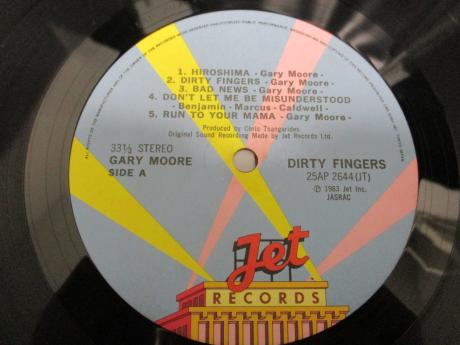 1. HIROSHIMA -Gary Moore-
2. DIRTY FINGERS -Gary Moore-
3. BAD NEWS -Gary Moore-
4. DON'T LET ME BE MISUNDERSTOOD
-Benjamin - Marcus - Caldwell-
5. RUN TO YOUR MAMA -Gary Moore-
Produced by Chris Tsangarides
Original Sound Recording Made by Jet Records Ltd.
33⅓ STEREO
GARY MOORE
SIDE A
DIRTY FINGERS
25AP 2644(JT)
Ⓟ 1983 Jet Inc.
JASRAC
Jet
RECORDS